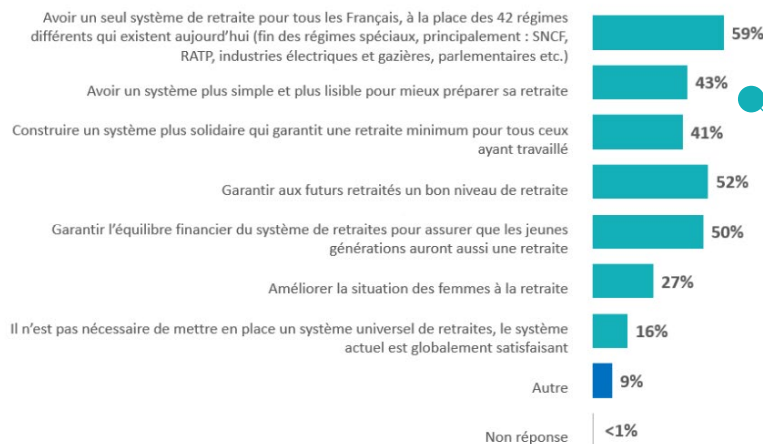 Avoir un seul système de retraite pour tous les Français, à la place des 42 régimes
différents qui existent aujourd'hui (fin des régimes spéciaux, principalement : SNCF,
RATP, industries électriques et gazières, parlementaires etc.)
59%
Avoir un système plus simple et plus lisible pour mieux préparer sa retraite
43%
Construire un système plus solidaire qui garantit une retraite minimum pour tous ceux
ayant travaillé
41%
Garantir aux futurs retraités un bon niveau de retraite
52%
Garantir l'équilibre financier du système de retraites pour assurer que les jeunes
générations auront aussi une retraite
50%
Améliorer la situation des femmes à la retraite
27%
Il n'est pas nécessaire de mettre en place un système universel de retraites, le système
actuel est globalement satisfaisant
16%
Autre
9%
Non réponse
<1%